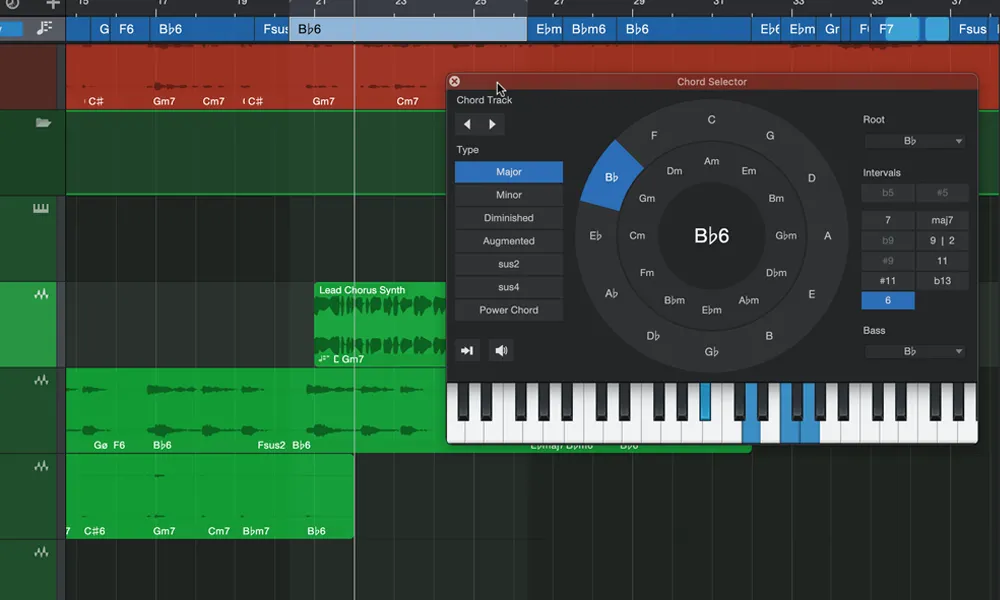 15 17 19 21 23 25 27 29 31 33 35 37
G F6 B♭6 Fsus B♭6 E♭m B♭m6 B♭6 E♭6 E♭m Gr F7 Fsus
C# Gm7 Cm7 C# Gm7 Cm7
Chord Selector
Chord Track
Type
Major
Minor
Diminished
Augmented
sus2
sus4
Power Chord
C
F G
B♭ D
E♭ A
A♭ E
D♭ B
G♭
Am
Dm Em
Gm Bm
Cm G♭m
Fm D♭m
B♭m A♭m
E♭m
B♭6
Root
B♭
Intervals
b5 #5
7 maj7
b9 9 | 2
#9 11
#11 b13
6
Bass
B♭
Lead Chorus Synth
Gm7
Gø F6 B♭6 Fsus2 B♭6
C#6 Gm7 Cm7 B♭m7 B♭6